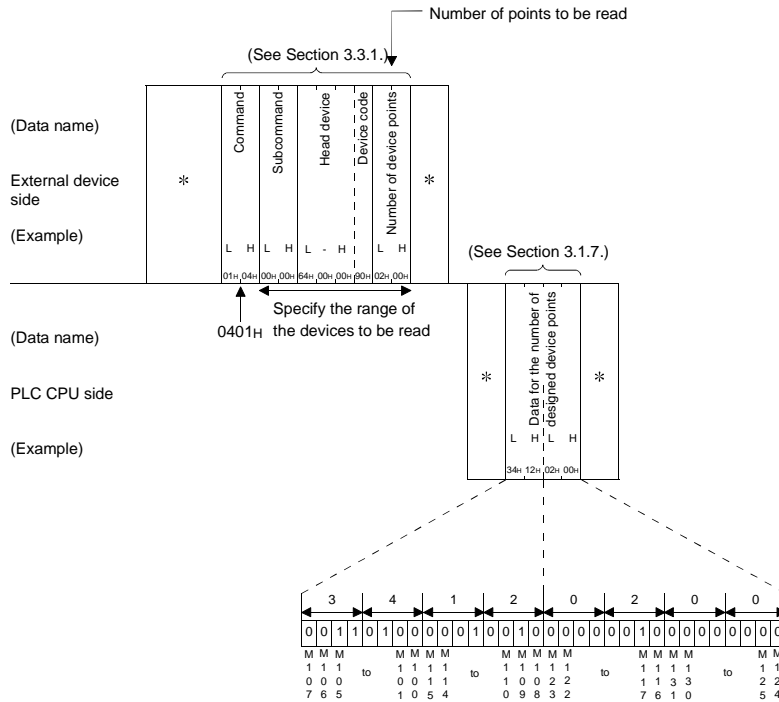 Number of points to be read
(See Section 3.3.1.)
(Data name)
External device side
(Example)
*
Command
Subcommand
Head device
Device code
Number of device points
*
L H L H L - H L H
01H 04H 00H 00H 64H 00H 00H 90H 02H 00H
0401H
Specify the range of
the devices to be read
(See Section 3.1.7.)
(Data name)
PLC CPU side
(Example)
*
Data for the number of
designed device points
*
L H L H
34H 12H 02H 00H
3 4 1 2 0 2 0 0
0 0 1 1 0 1 0 0 0 0 0 1 0 0 1 0 0 0 0 0 0 0 1 0 0 0 0 0 0 0 0 0
M107 M106 M105 to M101 M100 M115 M114 to M110 M109 M108 M123 M122 to M117 M116 M131 M130 to M125 M124